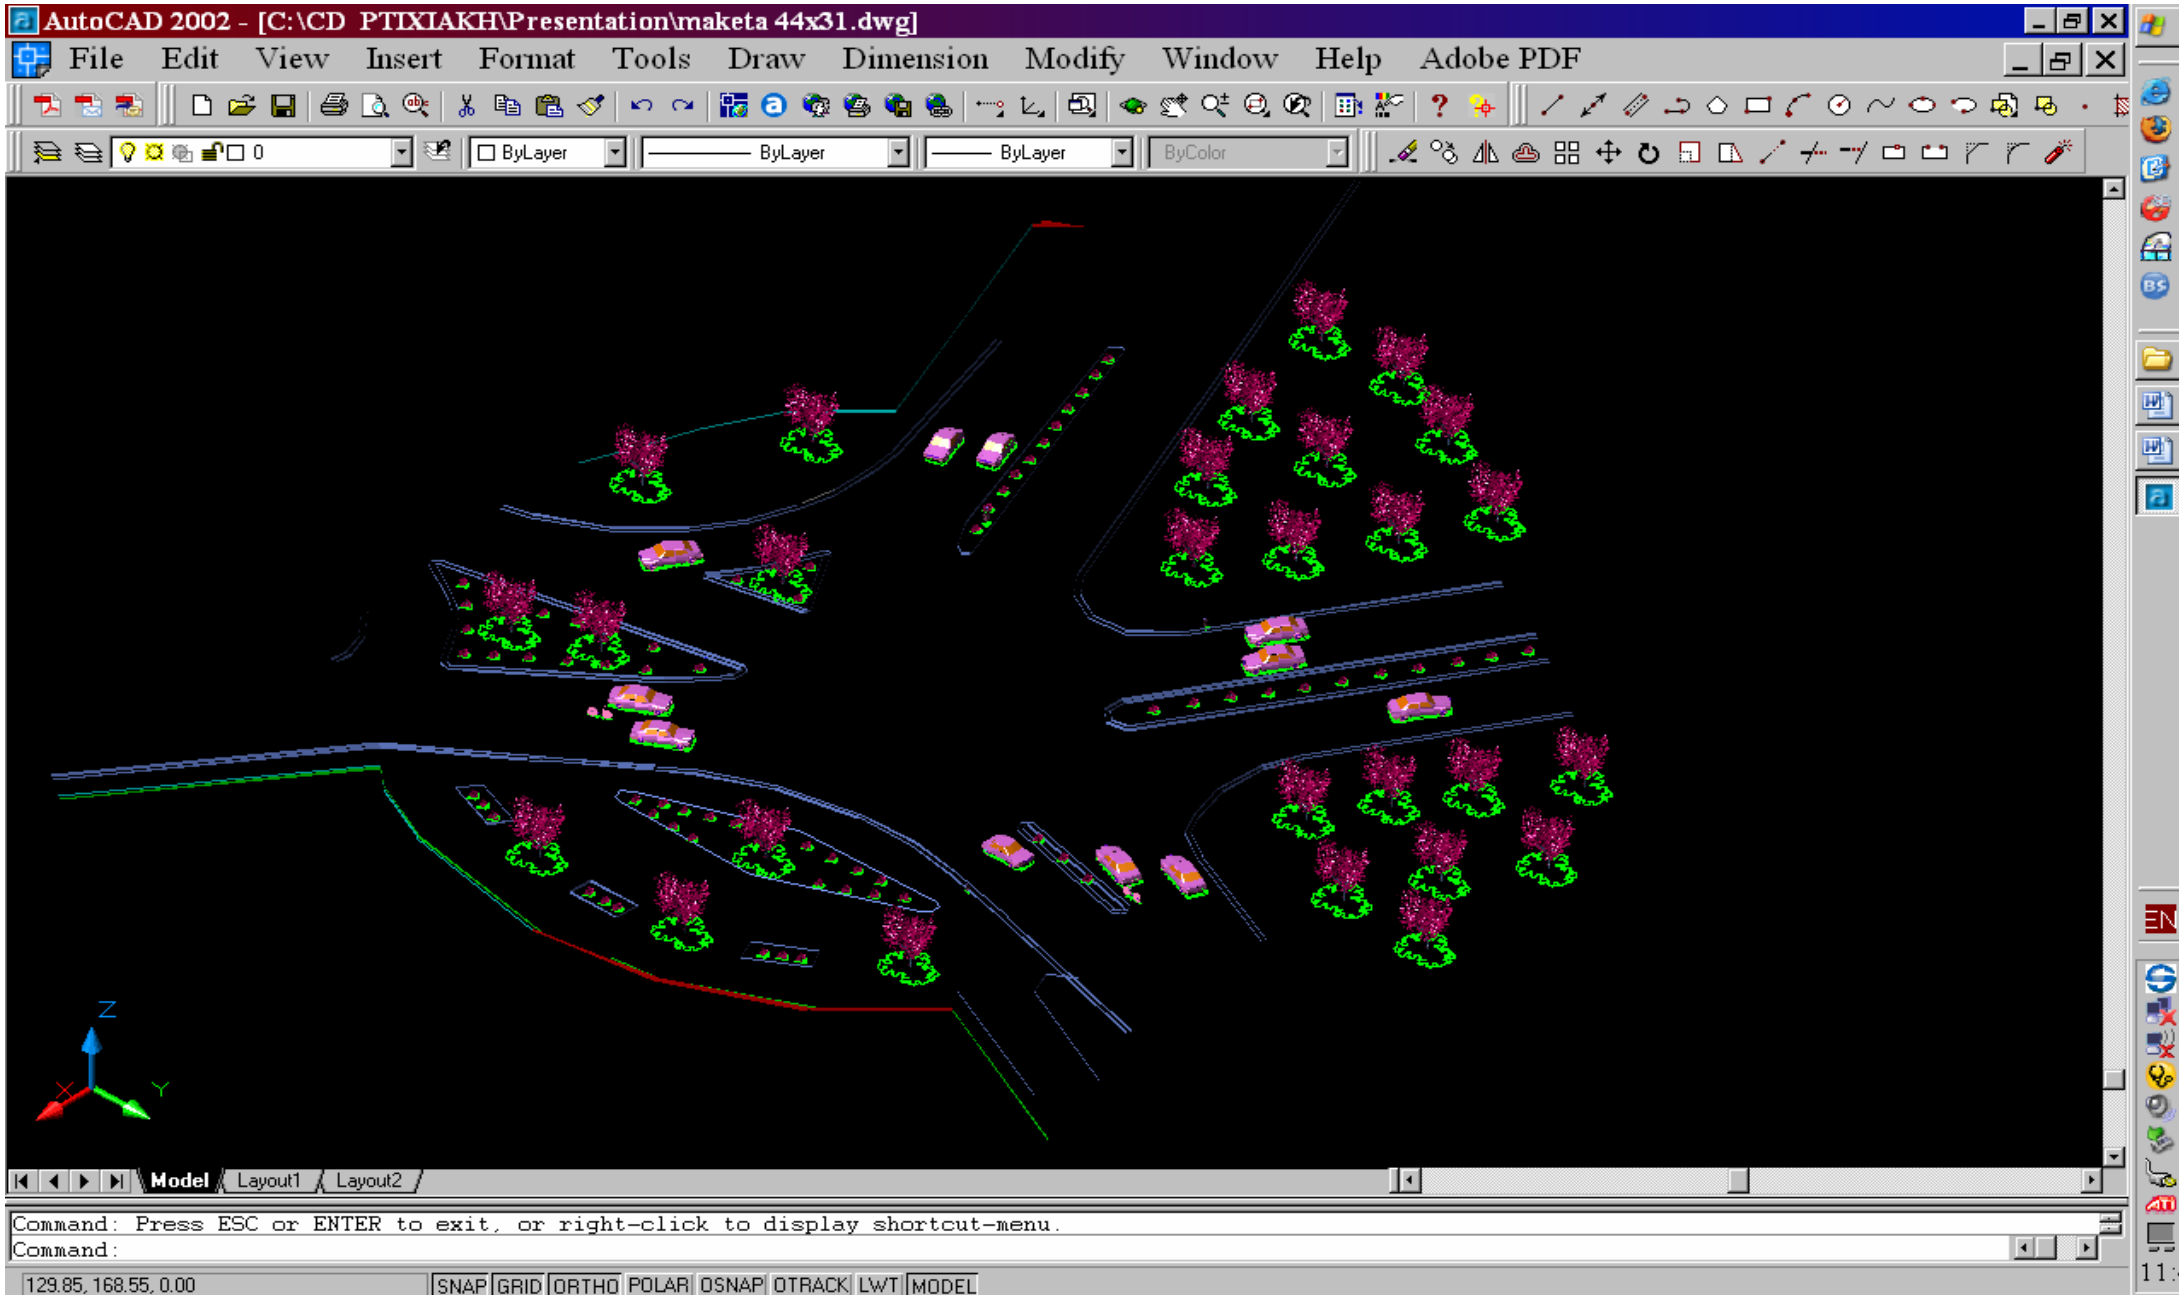 AutoCAD 2002 - [C:\CD PTIXIAKH\Presentation\maketa 44x31.dwg]
File Edit View Insert Format Tools Draw Dimension Modify Window Help Adobe PDF
0 ByLayer ByLayer ByLayer ByColor
BS
EN
Z
X Y
Model Layout1 Layout2
Command: Press ESC or ENTER to exit, or right-click to display shortcut-menu.
Command:
129.85, 168.55, 0.00 SNAP GRID ORTHO POLAR OSNAP OTRACK LWT MODEL